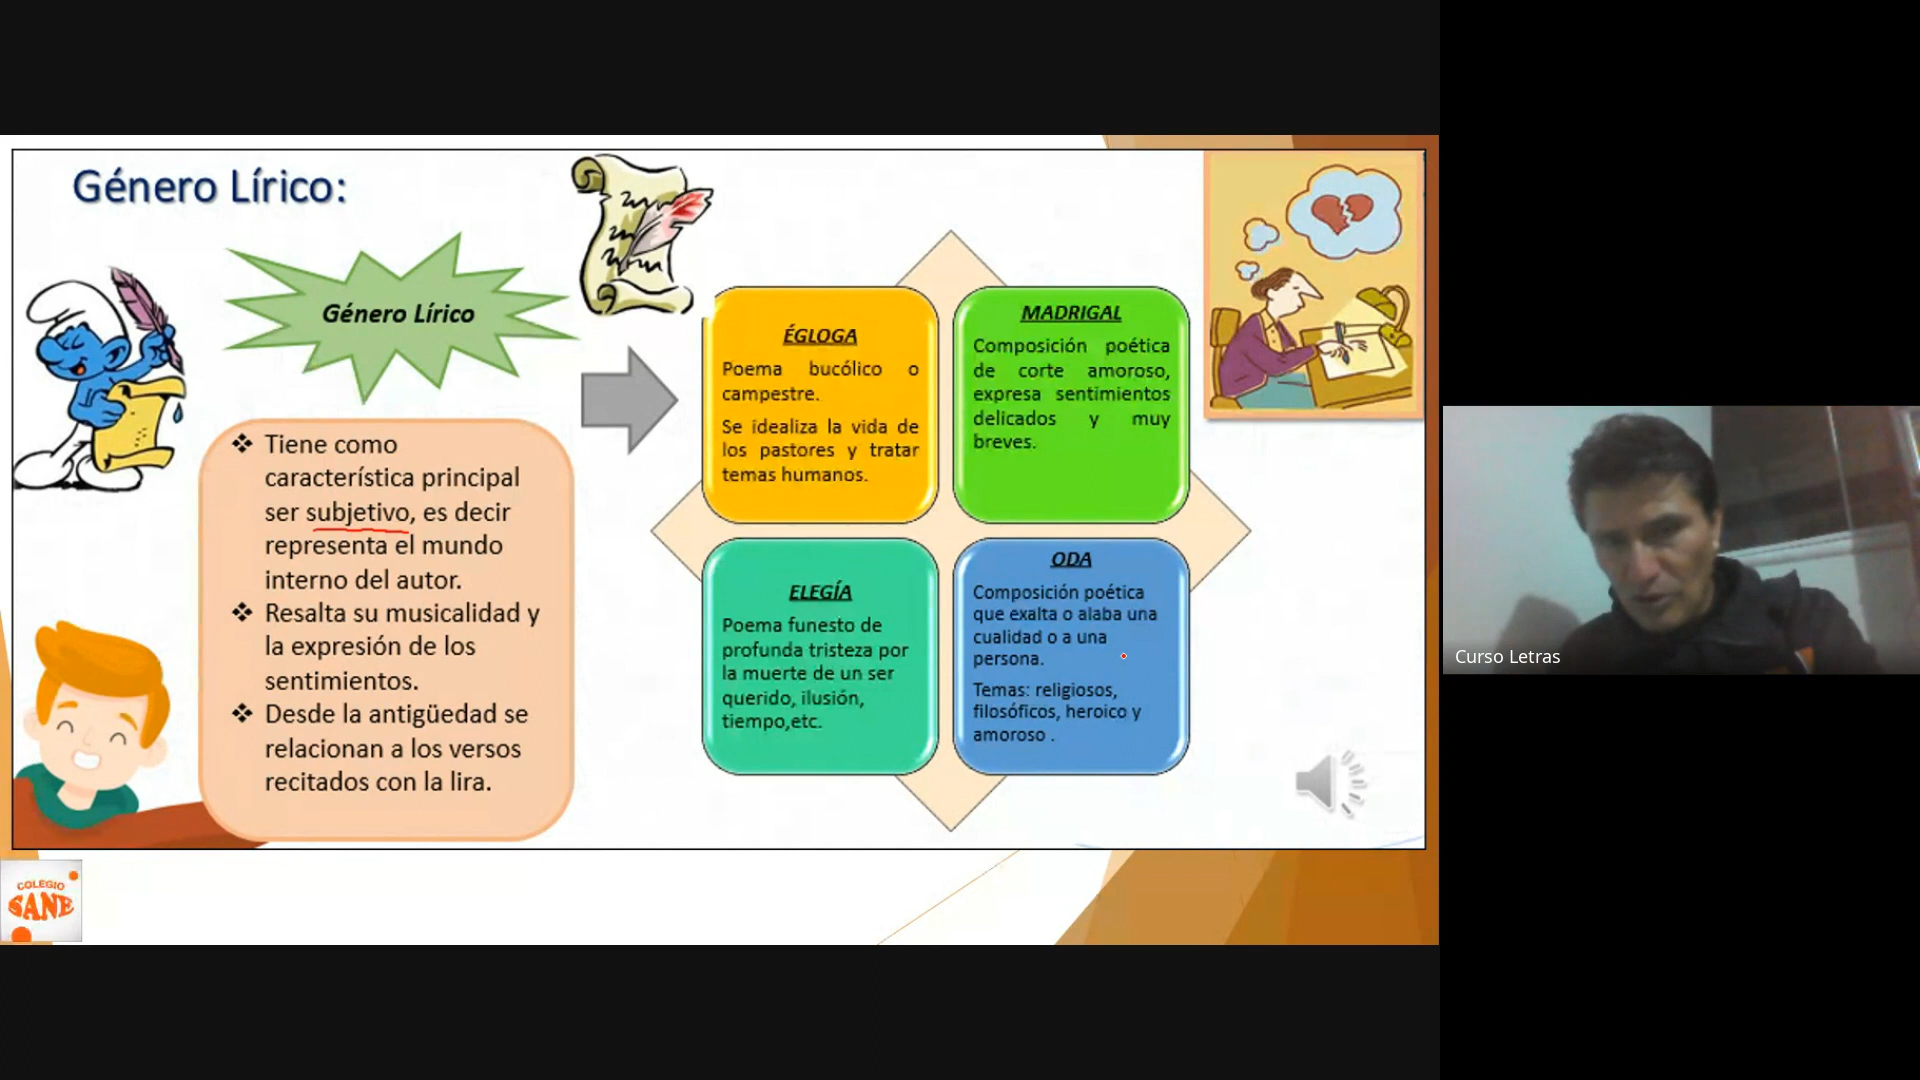 Género Lírico:
Género Lírico
❖ Tiene como
característica principal
ser subjetivo, es decir
representa el mundo
interno del autor.
❖ Resalta su musicalidad y
la expresión de los
sentimientos.
❖ Desde la antigüedad se
relacionan a los versos
recitados con la lira.
ÉGLOGA
Poema bucólico o
campestre.
Se idealiza la vida de
los pastores y tratar
temas humanos.
MADRIGAL
Composición poética
de corte amoroso,
expresa sentimientos
delicados y muy
breves.
ELEGÍA
Poema funesto de
profunda tristeza por
la muerte de un ser
querido, ilusión,
tiempo,etc.
ODA
Composición poética
que exalta o alaba una
cualidad o a una
persona.
Temas: religiosos,
filosóficos, heroico y
amoroso .
COLEGIO
SANE
Curso Letras